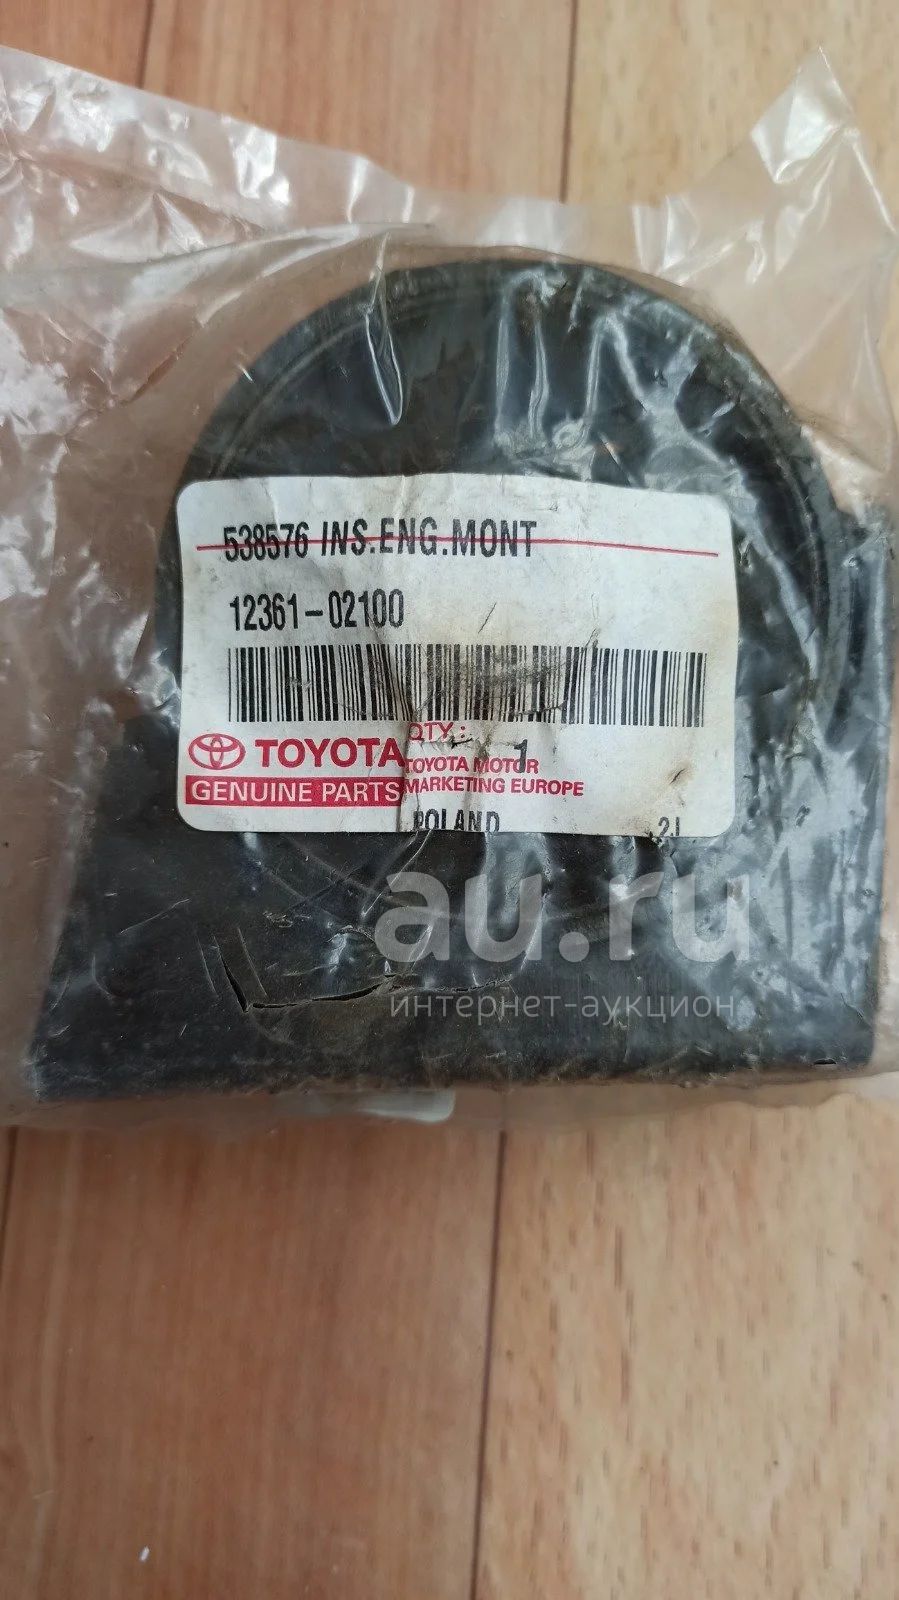 538576 INS.ENG.MONT
12361-02100
QTY.: 1
TOYOTA TOYOTA MOTOR
GENUINE PARTS MARKETING EUROPE
POLAND 2J
au.ru
интернет-аукцион